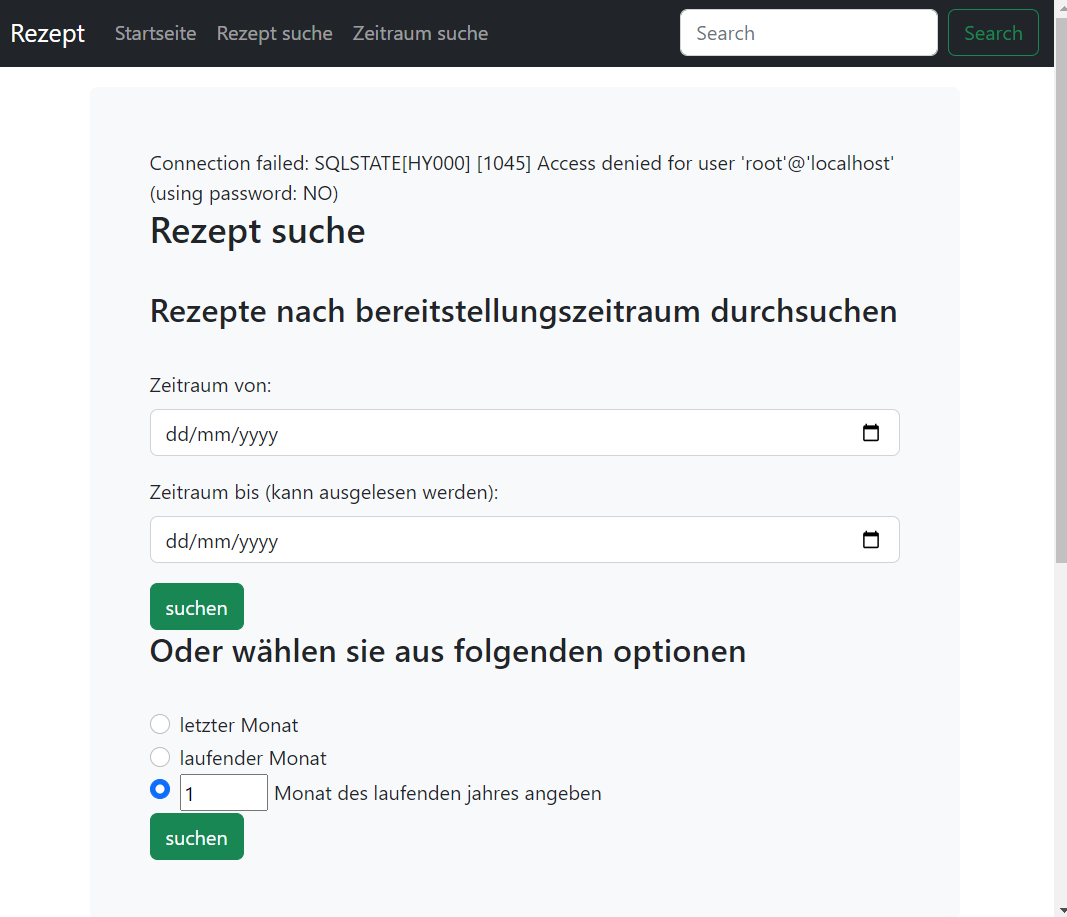 Rezept Startseite Rezept suche Zeitraum suche Search Search
Connection failed: SQLSTATE[HY000] [1045] Access denied for user 'root'@'localhost'
(using password: NO)
Rezept suche
Rezepte nach bereitstellungszeitraum durchsuchen
Zeitraum von:
dd/mm/yyyy
Zeitraum bis (kann ausgelesen werden):
dd/mm/yyyy
suchen
Oder wählen sie aus folgenden optionen
letzter Monat
laufender Monat
1 Monat des laufenden jahres angeben
suchen